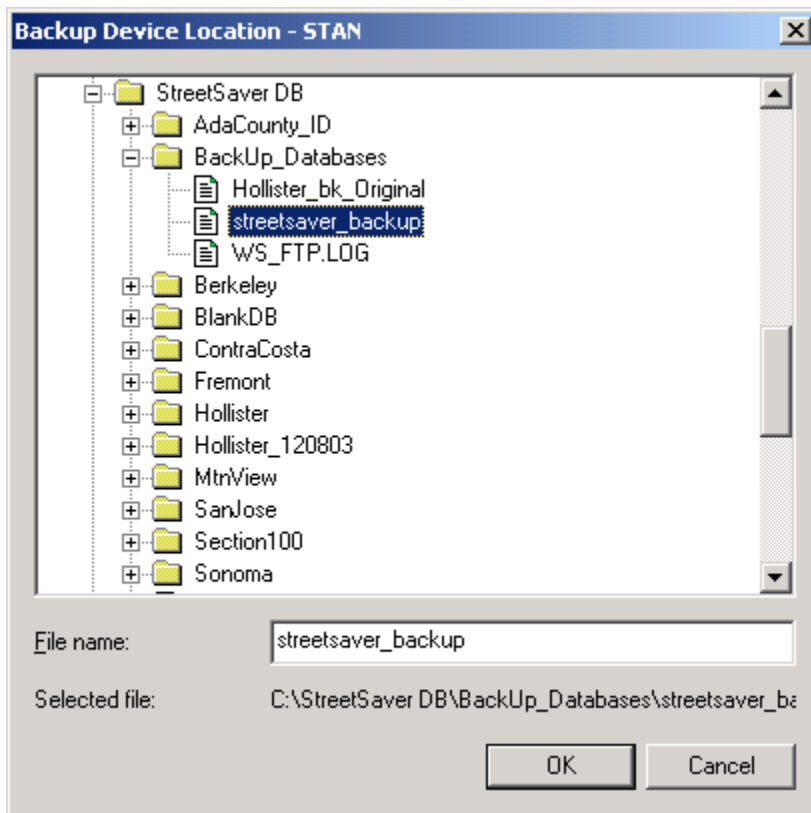 Backup Device Location - STAN
StreetSaver DB
AdaCounty_ID
BackUp_Databases
Hollister_bk_Original
streetsaver_backup
WS_FTP.LOG
Berkeley
BlankDB
ContraCosta
Fremont
Hollister
Hollister_120803
MtnView
SanJose
Section100
Sonoma
File name: streetsaver_backup
Selected file: C:\StreetSaver DB\BackUp_Databases\streetsaver_ba
OK Cancel